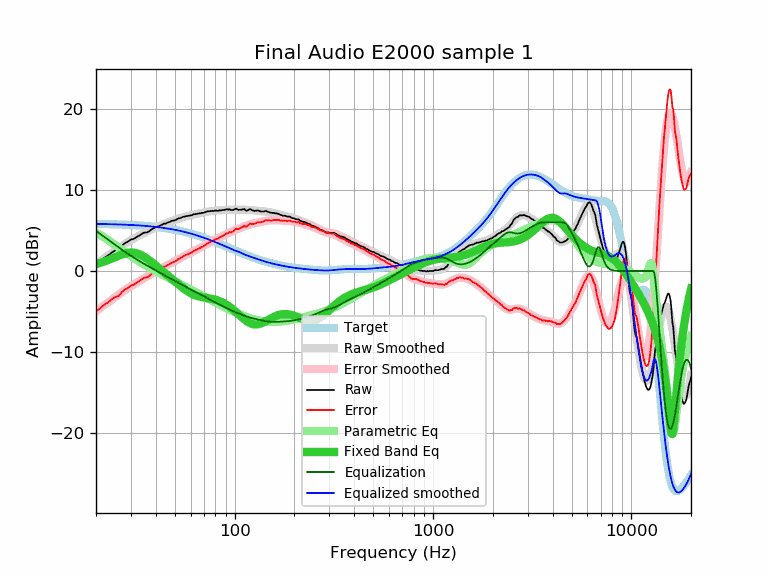 Final Audio E2000 sample 1
Amplitude (dBr)
20
10
0
−10
−20
Target
Raw Smoothed
Error Smoothed
Raw
Error
Parametric Eq
Fixed Band Eq
Equalization
Equalized smoothed
100
1000
10000
Frequency (Hz)